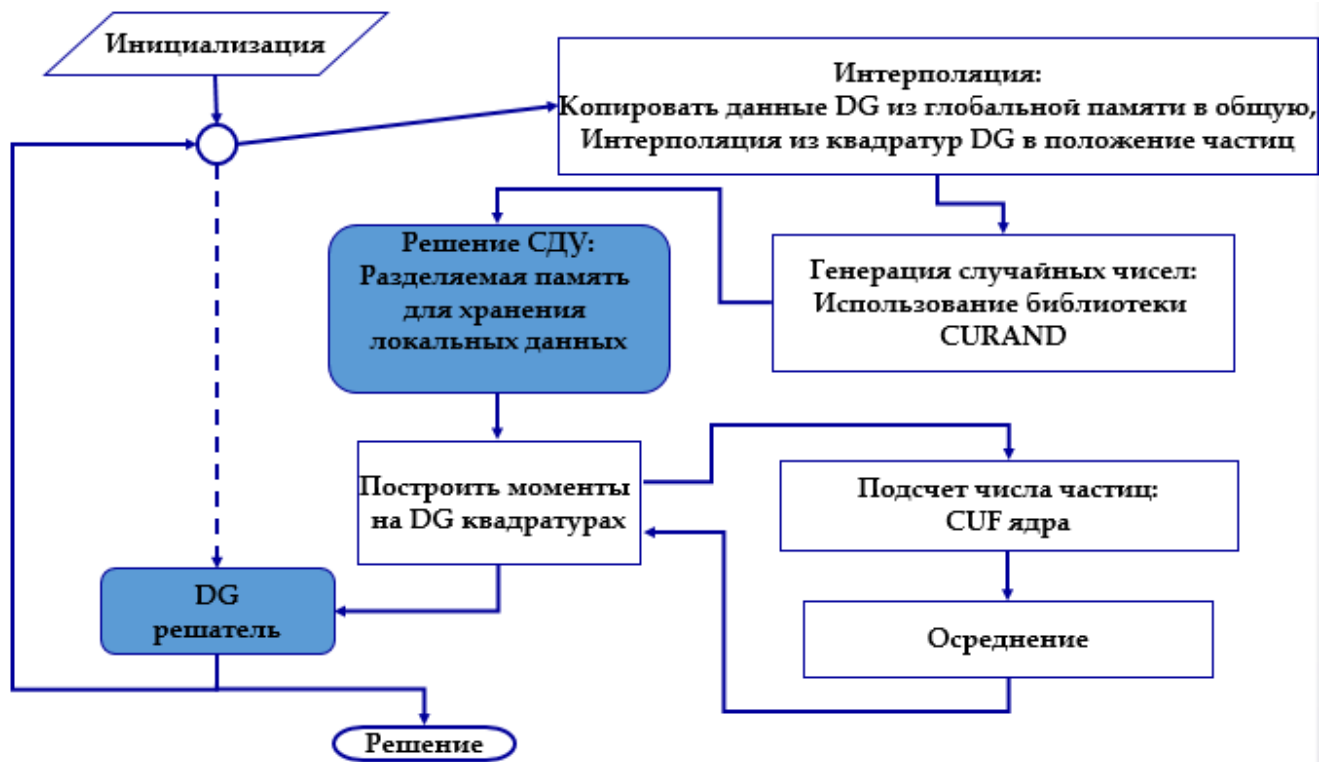 Инициализация
Интерполяция:
Копировать данные DG из глобальной памяти в общую,
Интерполяция из квадратур DG в положение частиц
Решение СДУ:
Разделяемая память
для хранения
локальных данных
Генерация случайных чисел:
Использование библиотеки
CURAND
Построить моменты
на DG квадратурах
Подсчет числа частиц:
CUF ядра
DG
решатель
Осреднение
Решение